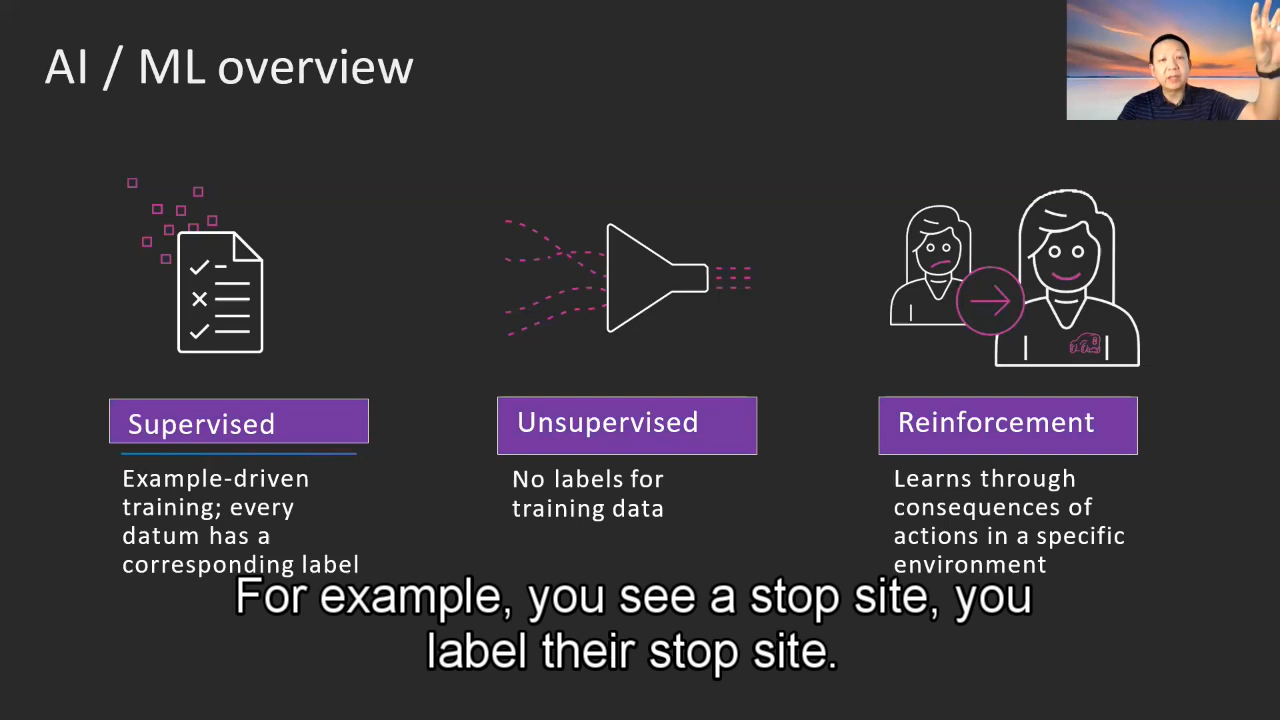 AI / ML overview
Supervised
Example-driven
training; every
datum has a
corresponding label
Unsupervised
No labels for
training data
Reinforcement
Learns through
consequences of
actions in a specific
environment
For example, you see a stop site, you
label their stop site.